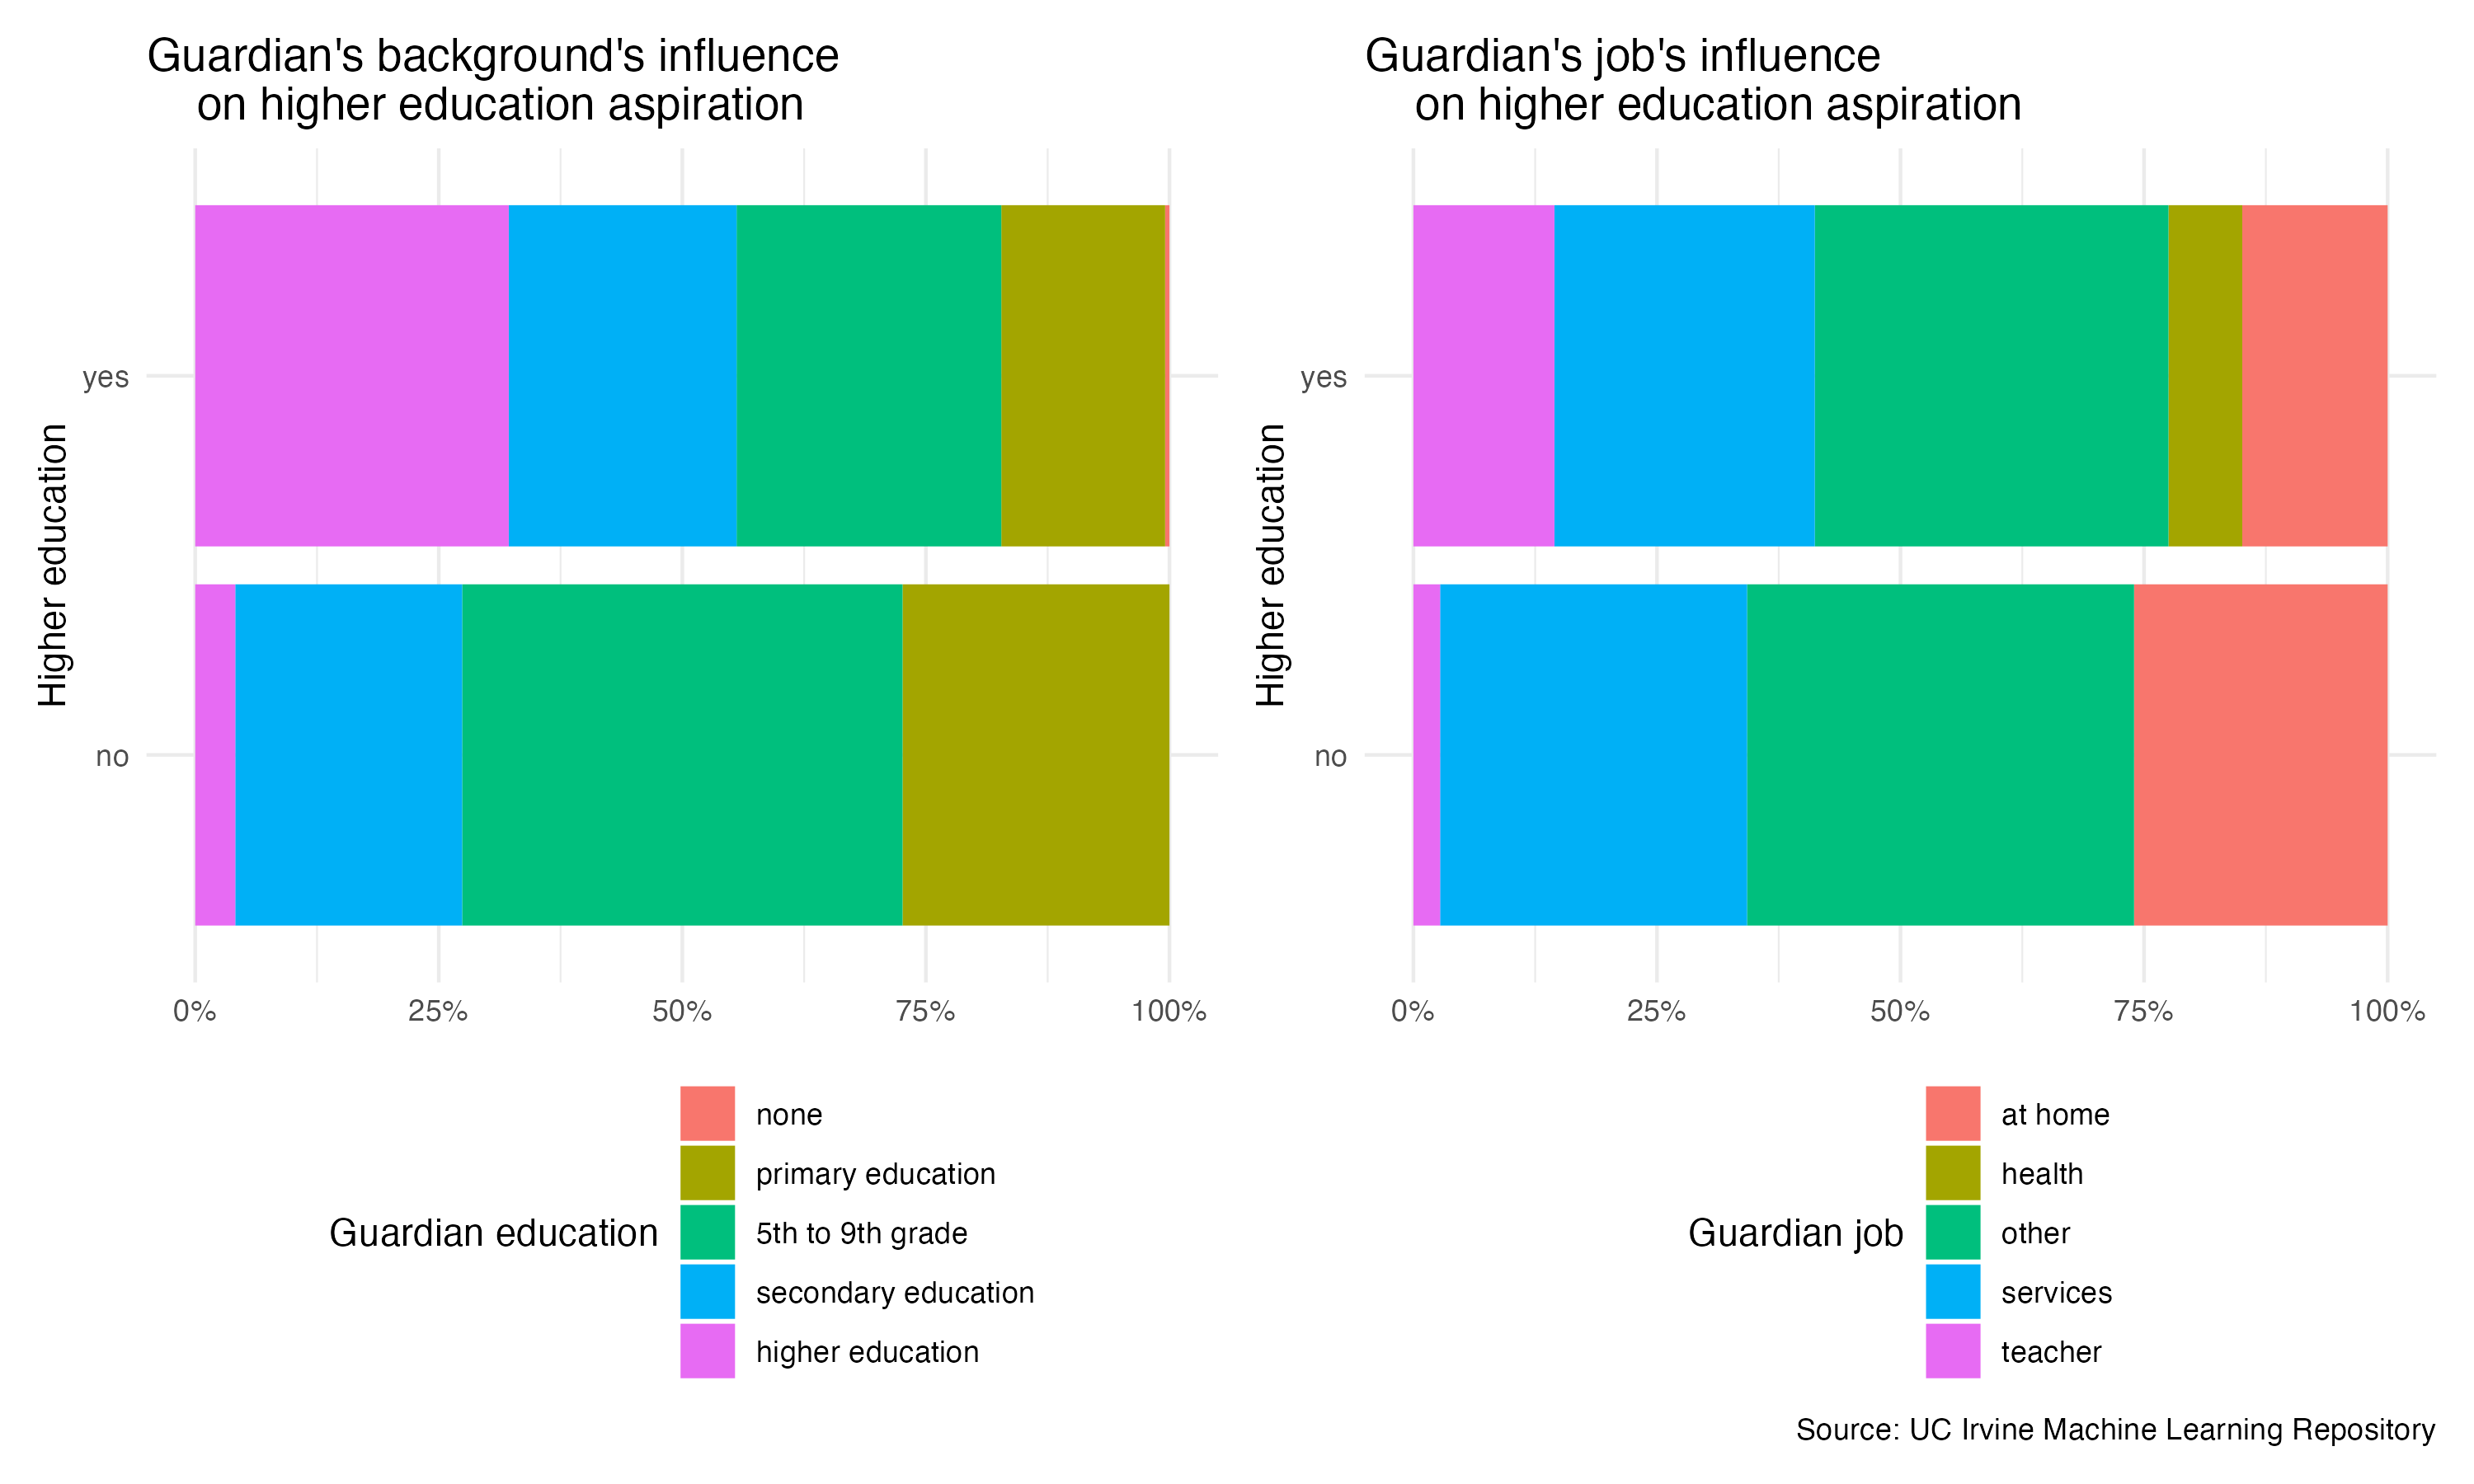 Guardian's background's influence
on higher education aspiration
Higher education
yes
no
0% 25% 50% 75% 100%
Guardian education
none
primary education
5th to 9th grade
secondary education
higher education
Guardian's job's influence
on higher education aspiration
Higher education
yes
no
0% 25% 50% 75% 100%
Guardian job
at home
health
other
services
teacher
Source: UC Irvine Machine Learning Repository